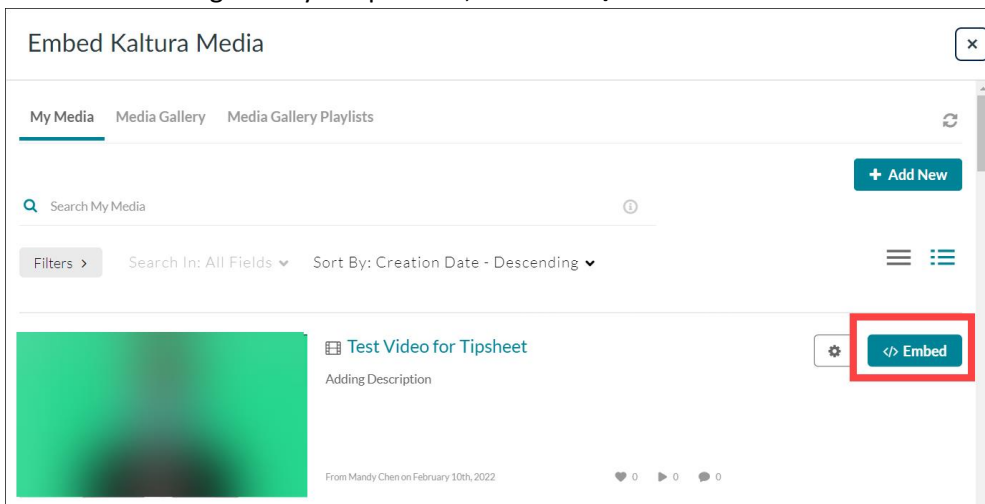 Embed Kaltura Media
My Media Media Gallery Media Gallery Playlists
+ Add New
Search My Media
Filters > Search In: All Fields Sort By: Creation Date - Descending
Test Video for Tipsheet
</> Embed
Adding Description
From Mandy Chen on February 10th, 2022 0 0 0